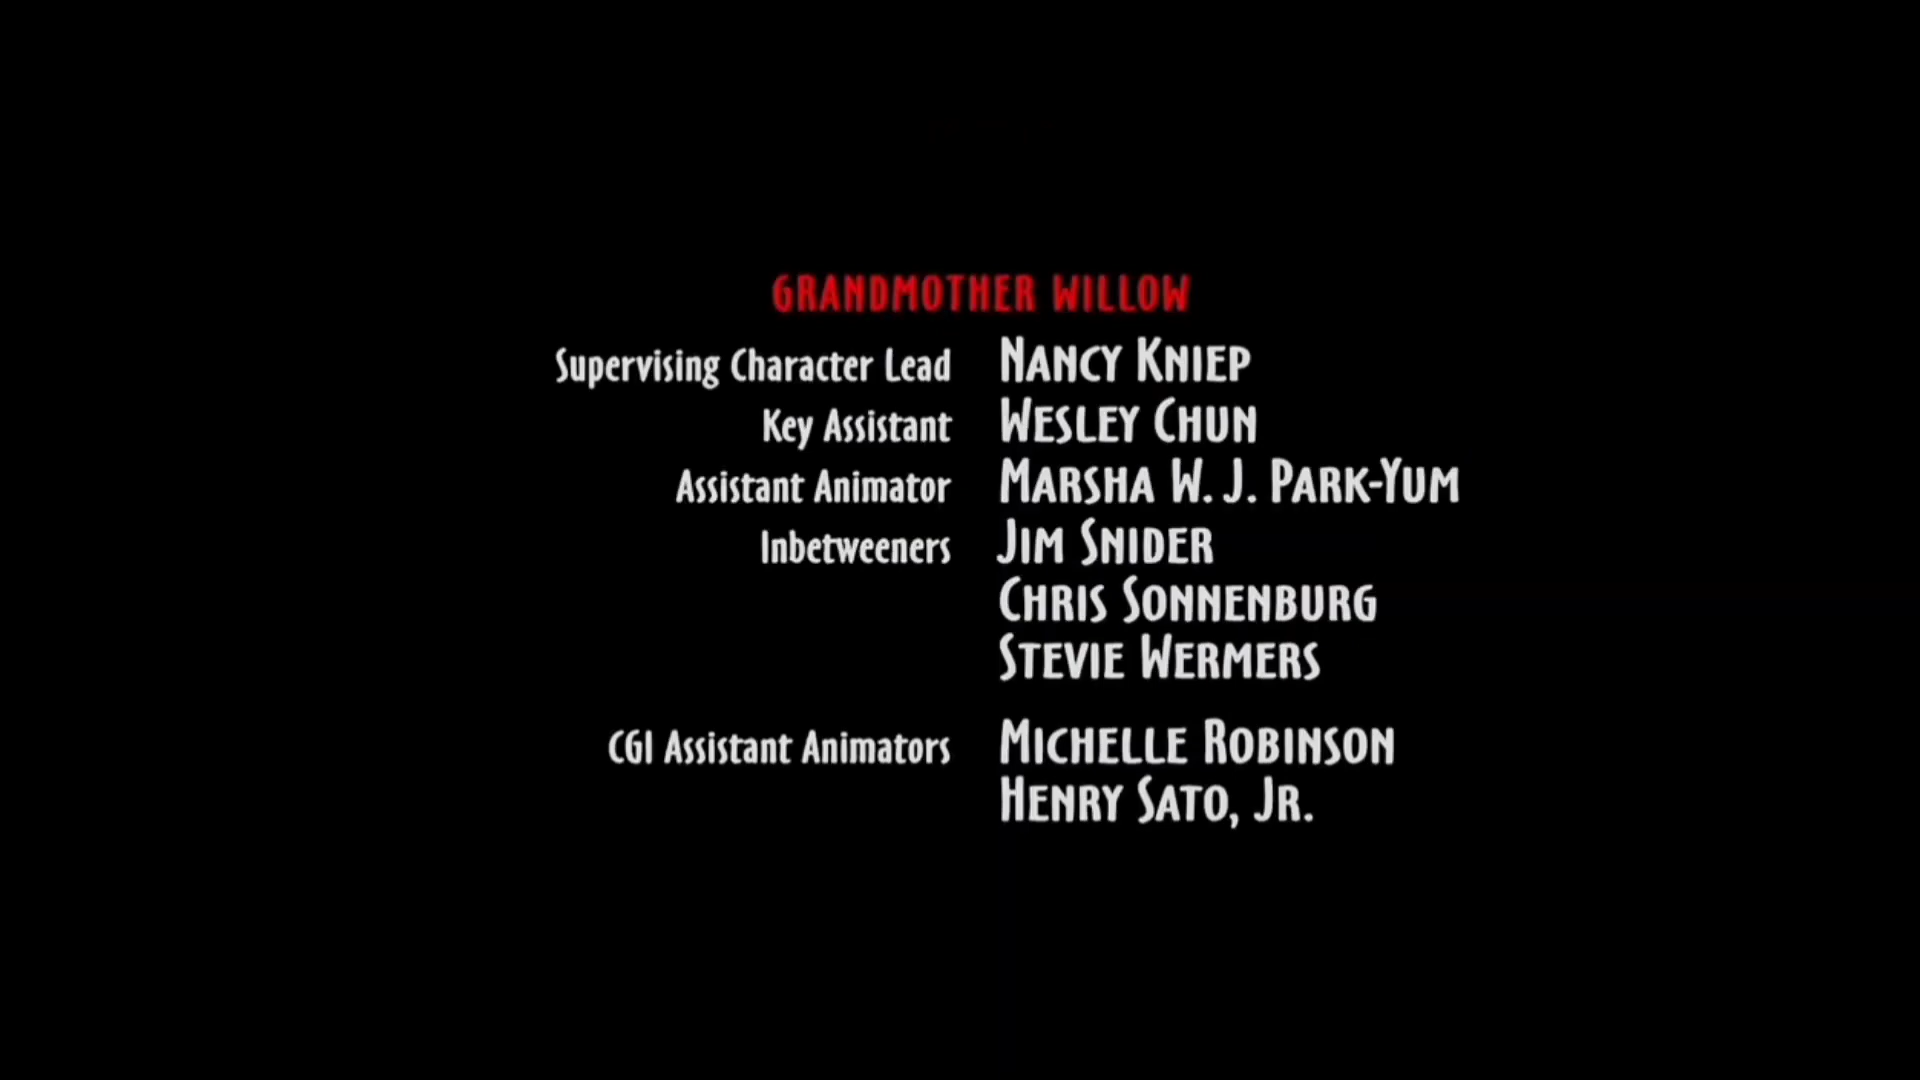 GRANDMOTHER WILLOW
Supervising Character Lead NANCY KNIEP
Key Assistant WESLEY CHUN
Assistant Animator MARSHA W. J. PARK-YUM
Inbetweeners JIM SNIDER
CHRIS SONNENBURG
STEVIE WERMERS
CGI Assistant Animators MICHELLE ROBINSON
HENRY SATO, JR.